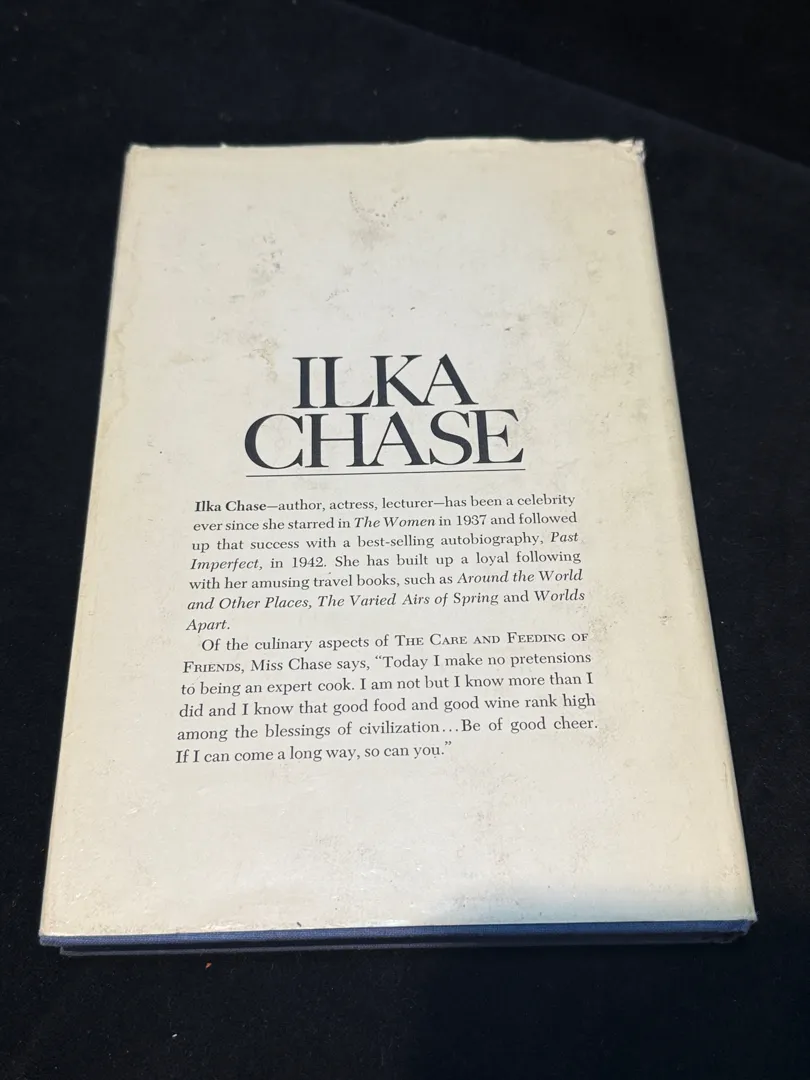 ILKA
CHASE
Ilka Chase—author, actress, lecturer—has been a celebrity
ever since she starred in The Women in 1937 and followed
up that success with a best-selling autobiography, Past
Imperfect, in 1942. She has built up a loyal following
with her amusing travel books, such as Around the World
and Other Places, The Varied Airs of Spring and Worlds
Apart.
Of the culinary aspects of THE CARE AND FEEDING OF
FRIENDS, Miss Chase says, “Today I make no pretensions
to being an expert cook. I am not but I know more than I
did and I know that good food and good wine rank high
among the blessings of civilization...Be of good cheer.
If I can come a long way, so can you.”